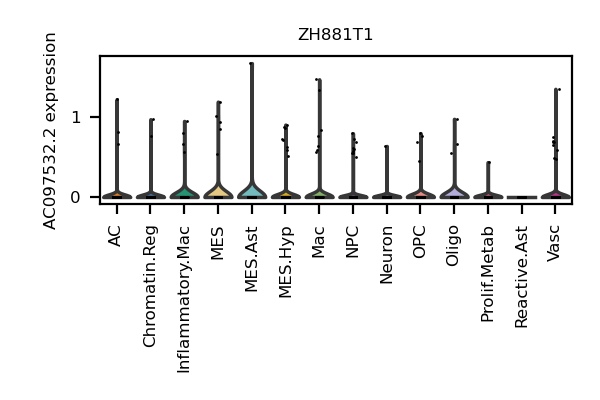 ZH881T1
AC097532.2 expression
1
0
AC
Chromatin.Reg
Inflammatory.Mac
MES
MES.Ast
MES.Hyp
Mac
NPC
Neuron
OPC
Oligo
Prolif.Metab
Reactive.Ast
Vasc